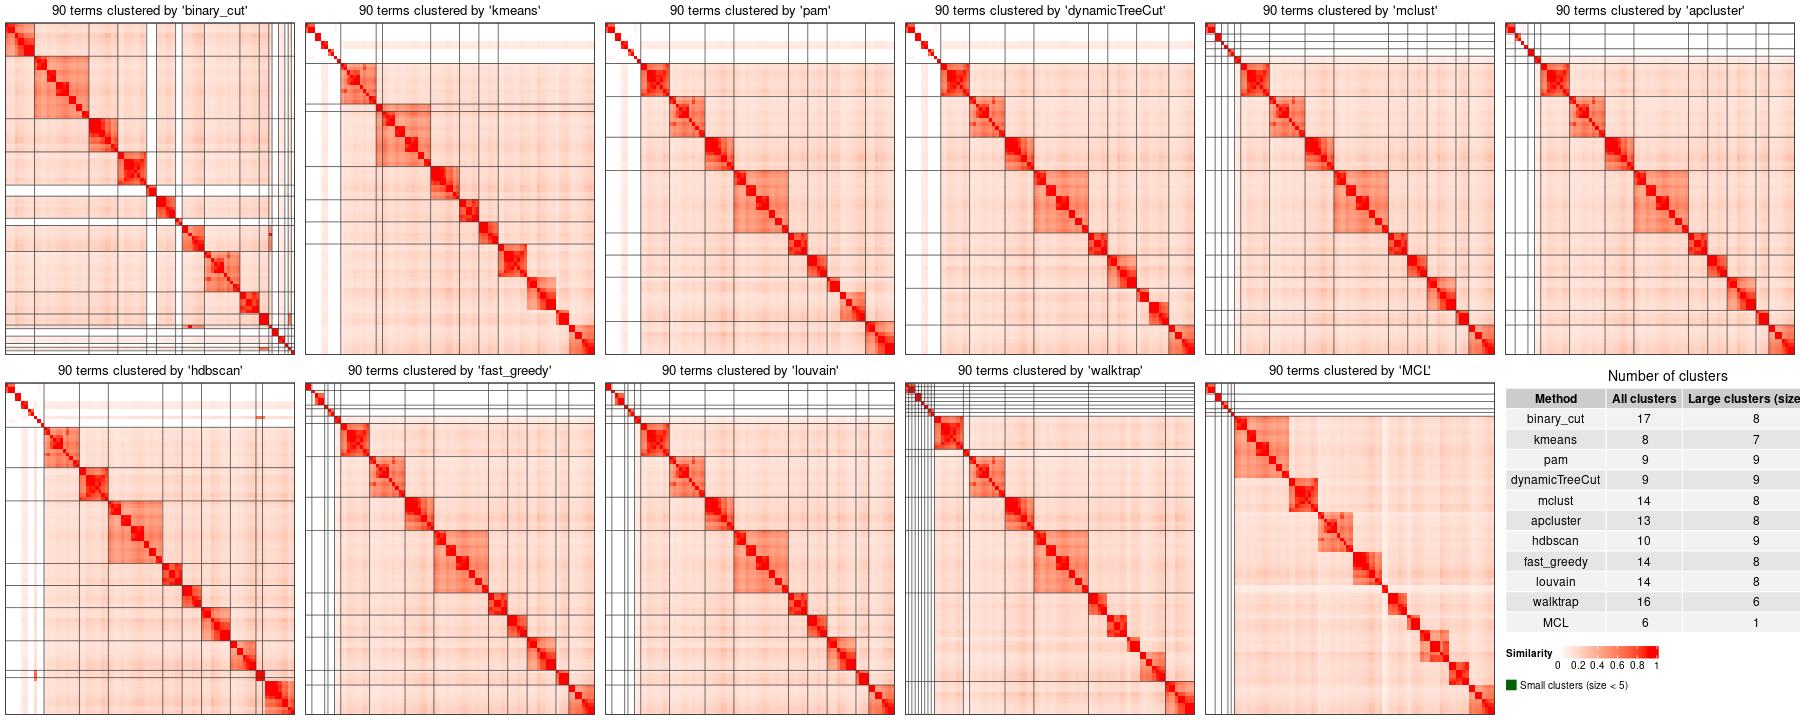 90 terms clustered by 'binary_cut'
90 terms clustered by 'kmeans'
90 terms clustered by 'pam'
90 terms clustered by 'dynamicTreeCut'
90 terms clustered by 'mclust'
90 terms clustered by 'apcluster'
90 terms clustered by 'hdbscan'
90 terms clustered by 'fast_greedy'
90 terms clustered by 'louvain'
90 terms clustered by 'walktrap'
90 terms clustered by 'MCL'
Number of clusters
Method All clusters Large clusters (size
binary_cut 17 8
kmeans 8 7
pam 9 9
dynamicTreeCut 9 9
mclust 14 8
apcluster 13 8
hdbscan 10 9
fast_greedy 14 8
louvain 14 8
walktrap 16 6
MCL 6 1
Similarity
0 0.2 0.4 0.6 0.8 1
Small clusters (size < 5)